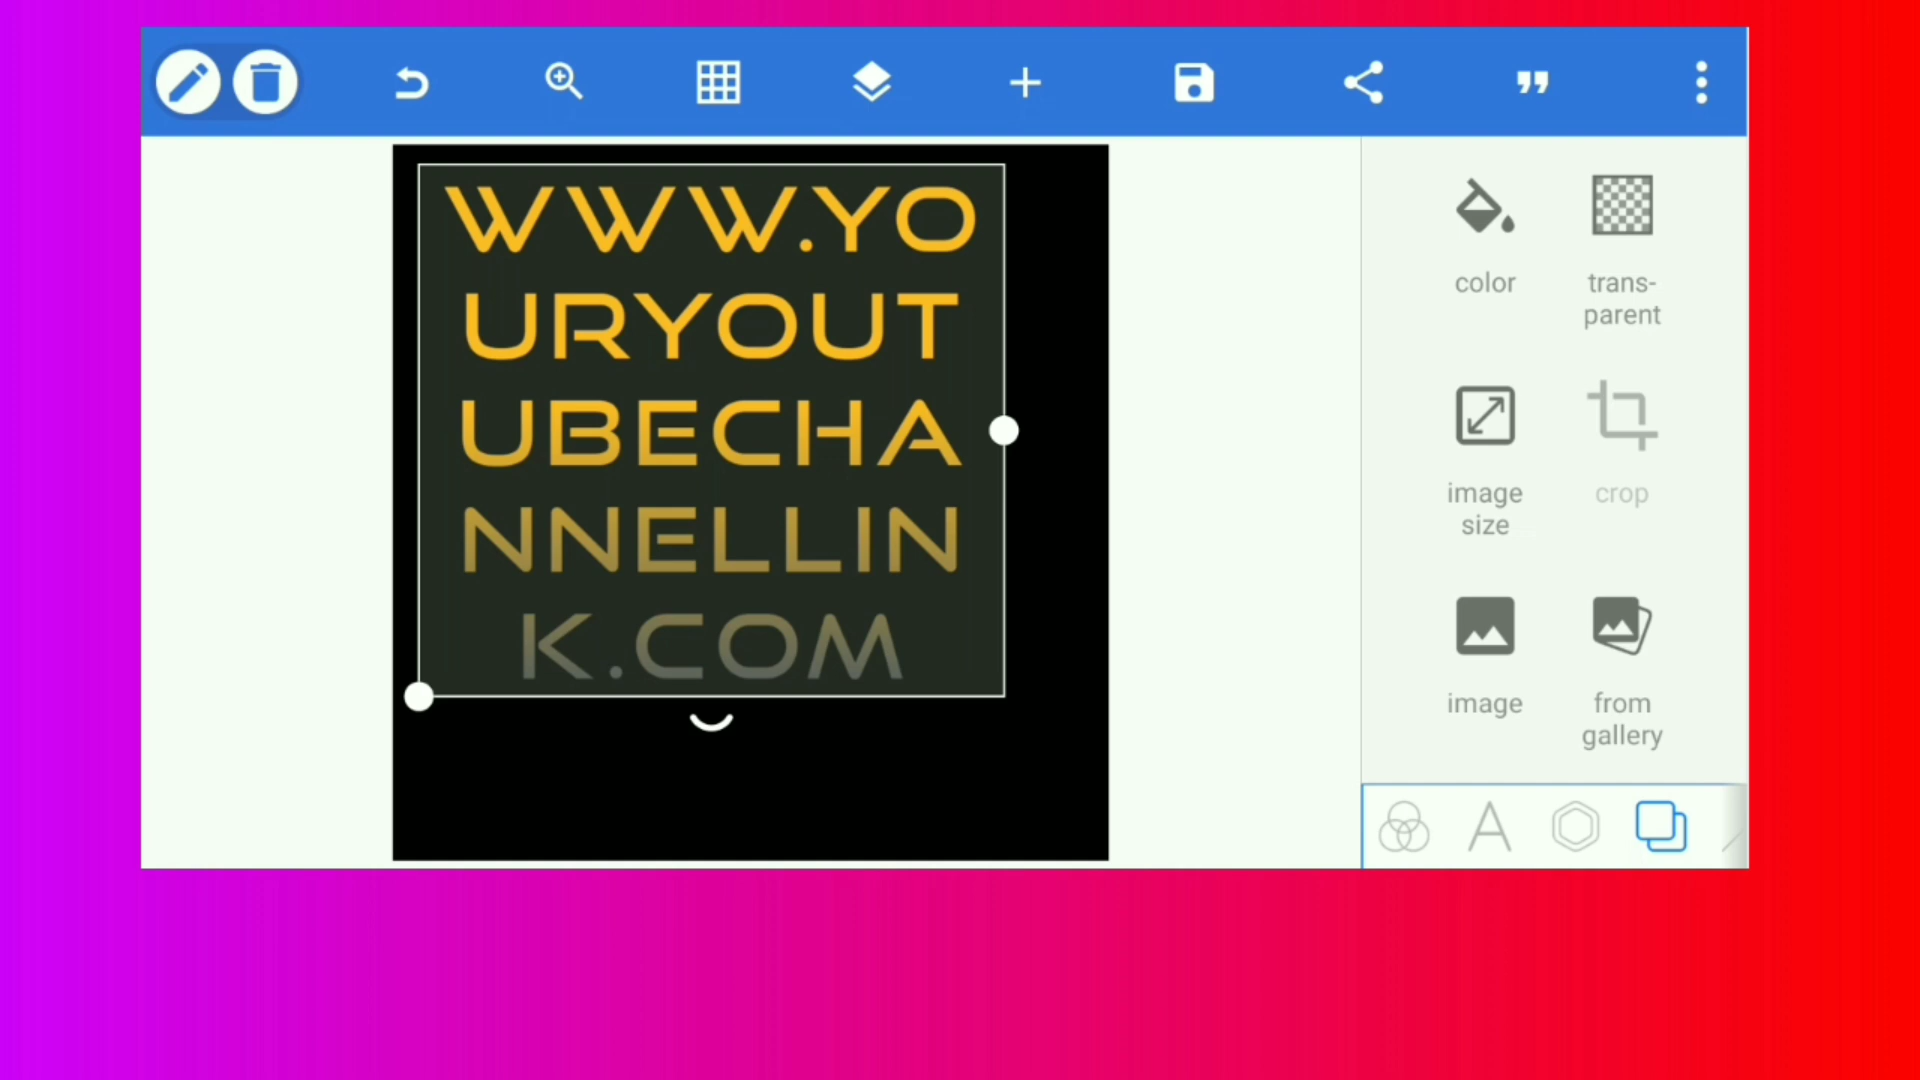 WWW.YO
URYOUT
UBECHA
NNELLIN
K.COM
color
trans-
parent
image
size
crop
image
from
gallery